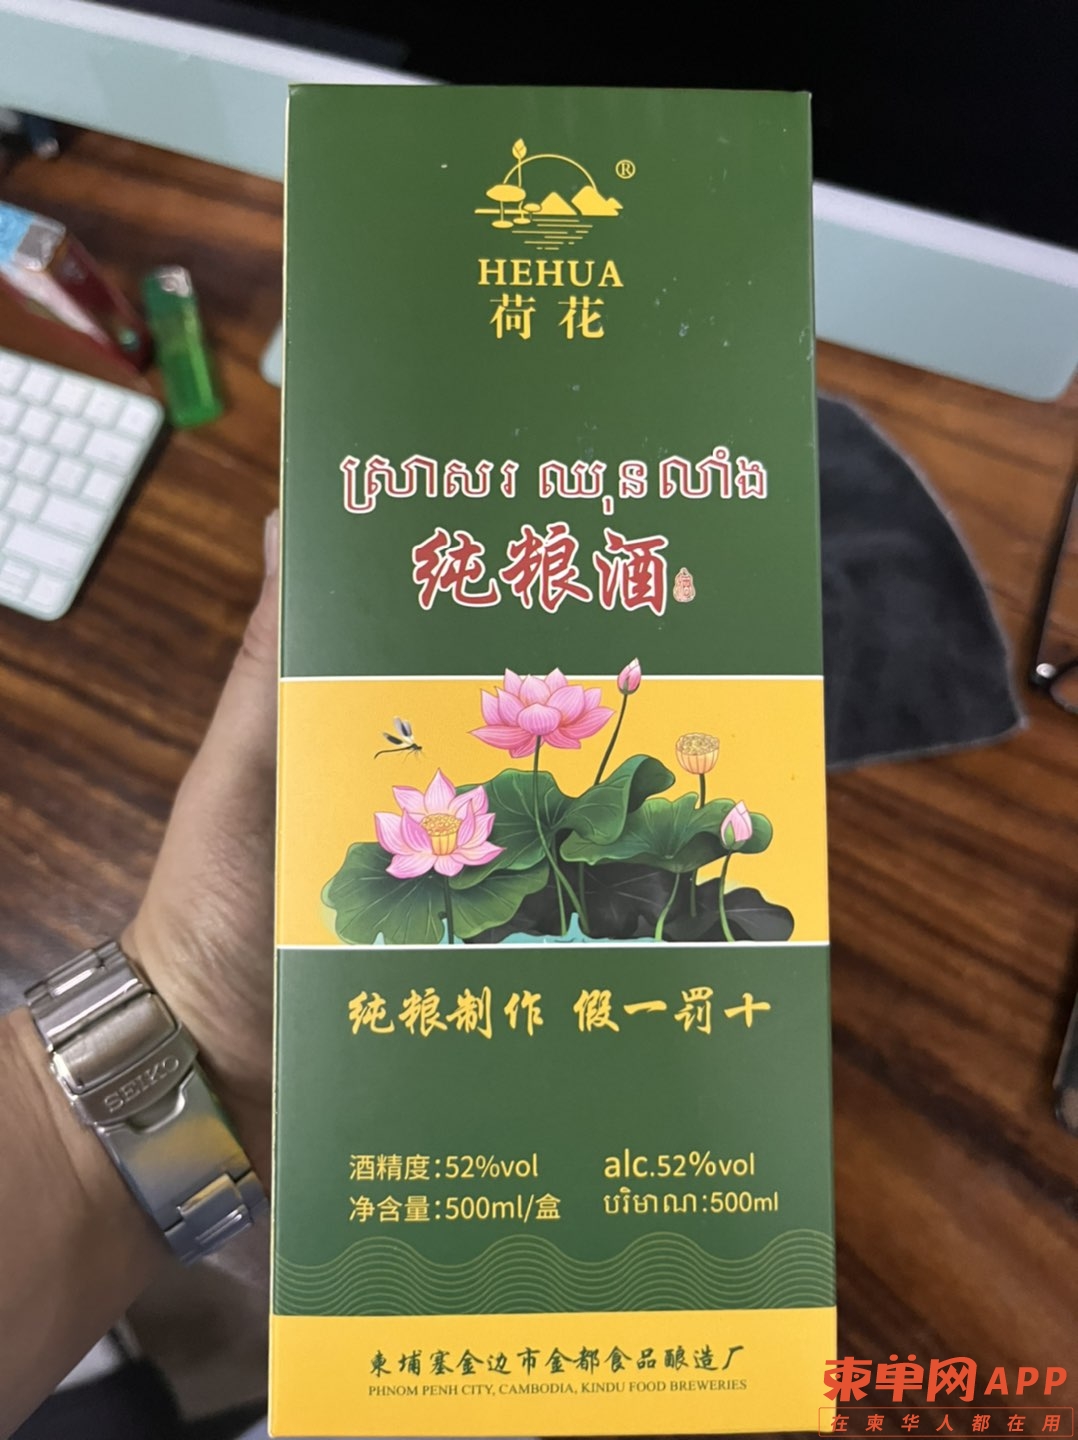 ®
HEHUA
荷花
ស្រាសរ ឈុនលាំង
纯粮酒
纯粮制作 假一罚十
酒精度:52%vol
alc.52%vol
净含量:500ml/盒
បរិមាណ:500ml
柬埔寨金边市金都食品酿造厂
PHNOM PENH CITY, CAMBODIA, KINDU FOOD BREWERIES
SEIKO
柬单网APP
在柬华人都在用